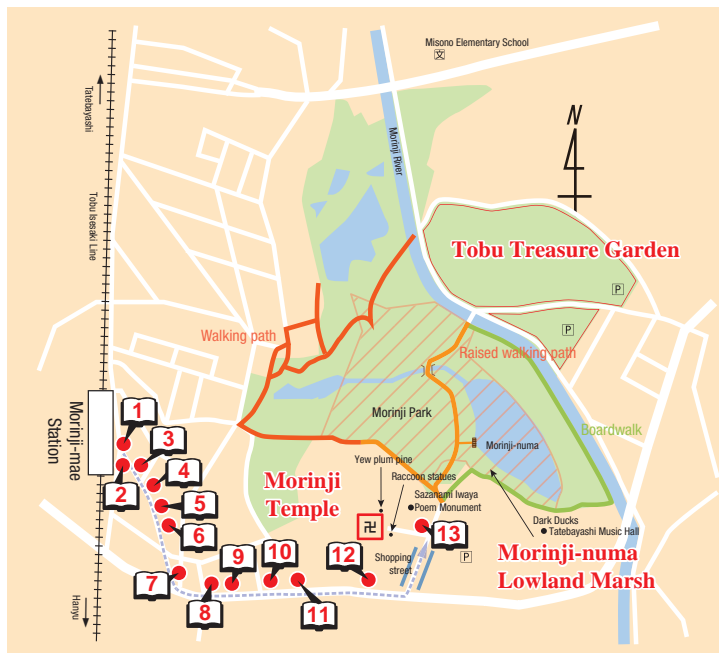 Misono Elementary School
文
Tatebayashi
Morinji River
N
Tobu Isesaki Line
Tobu Treasure Garden
P
P
Walking path
Raised walking path
Morinji-mae
Station
1
3
2
4
5
6
Morinji Park
Morinji-numa
Boardwalk
Yew plum pine
Raccoon statues
Morinji
Temple
Sazanami Iwaya
Poem Monument
卍
13
Dark Ducks
Tatebayashi Music Hall
Morinji-numa
Lowland Marsh
Shopping
street
P
7
8
9
10
11
12
Hanyu